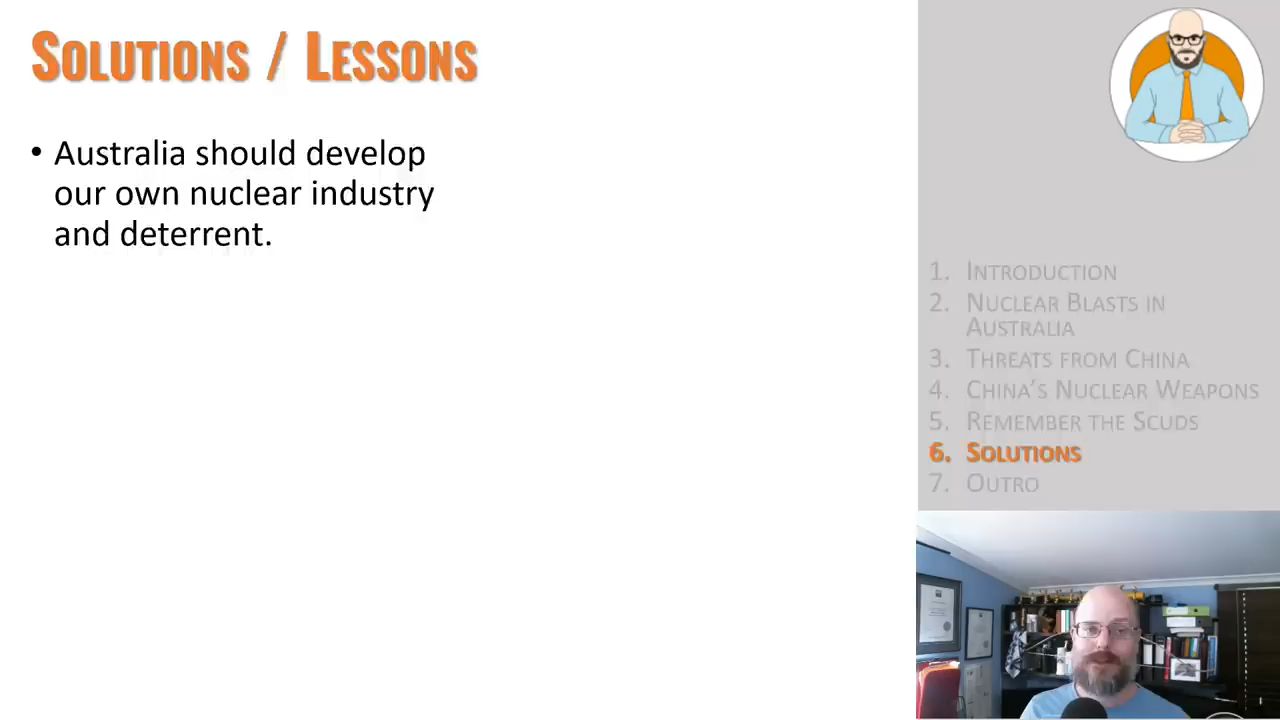 SOLUTIONS / LESSONS
• Australia should develop
our own nuclear industry
and deterrent.
1. INTRODUCTION
2. NUCLEAR BLASTS IN
AUSTRALIA
3. THREATS FROM CHINA
4. CHINA'S NUCLEAR WEAPONS
5. REMEMBER THE SCUDS
6. SOLUTIONS
7. OUTRO